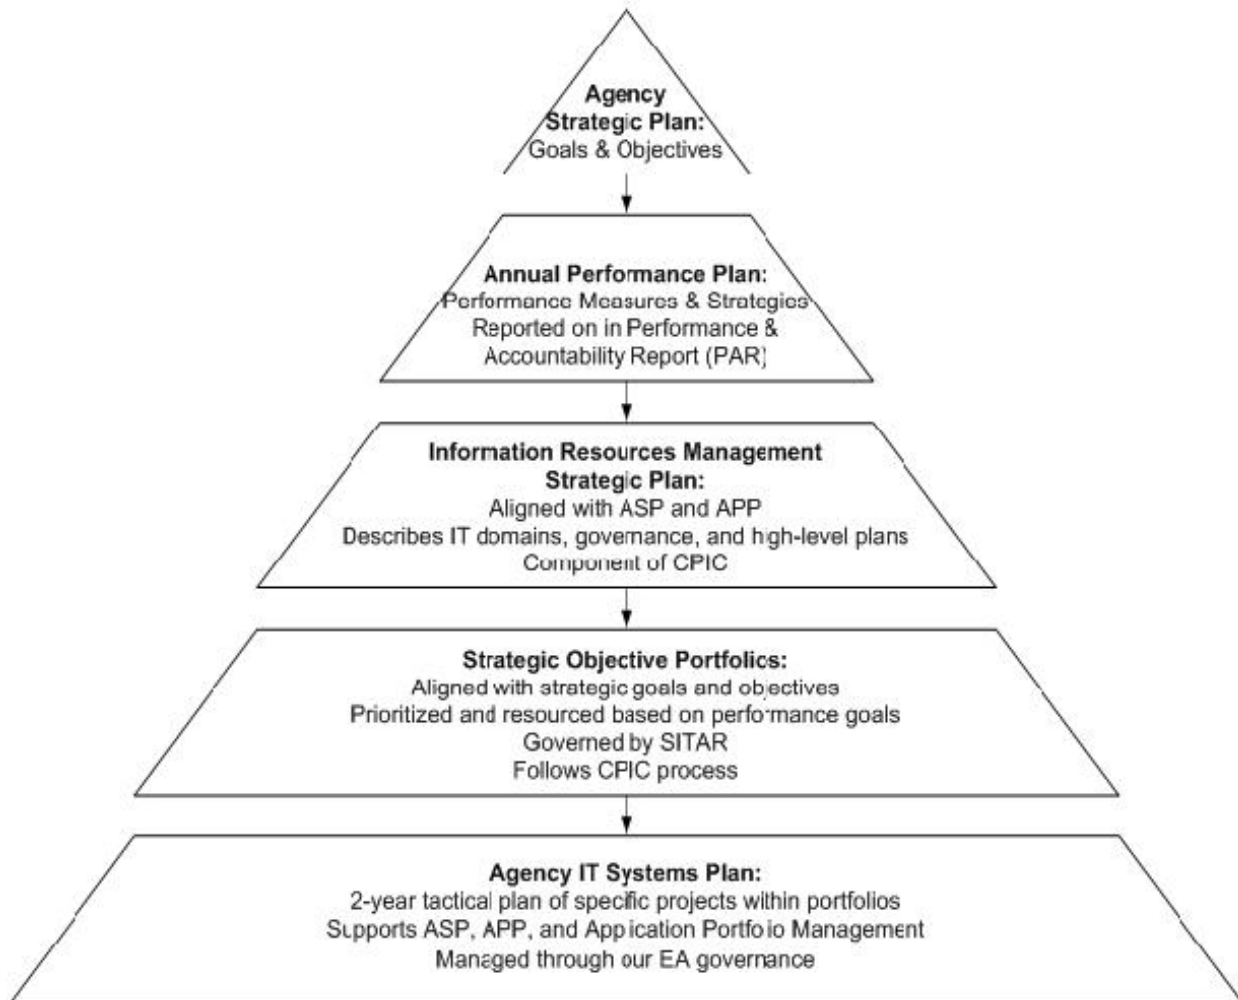 Agency
Strategic Plan:
Goals & Objectives
Annual Performance Plan:
Performance Measures & Strategies
Reported on in Performance &
Accountability Report (PAR)
Information Resources Management
Strategic Plan:
Aligned with ASP and APP
Describes IT domains, governance, and high-level plans
Component of CPIC
Strategic Objective Portfolios:
Aligned with strategic goals and objectives
Prioritized and resourced based on performance goals
Governed by SITAR
Follows CPIC process
Agency IT Systems Plan:
2-year tactical plan of specific projects within portfolios
Supports ASP, APP, and Application Portfolio Management
Managed through our EA governance